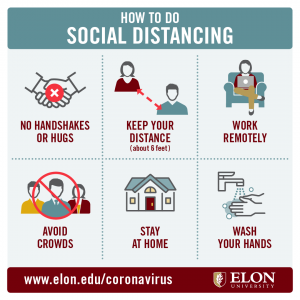 HOW TO DO
SOCIAL DISTANCING
NO HANDSHAKES
OR HUGS
KEEP YOUR
DISTANCE
(about 6 feet)
WORK
REMOTELY
AVOID
CROWDS
STAY
AT HOME
WASH
YOUR HANDS
www.elon.edu/coronavirus
ELON
UNIVERSITY